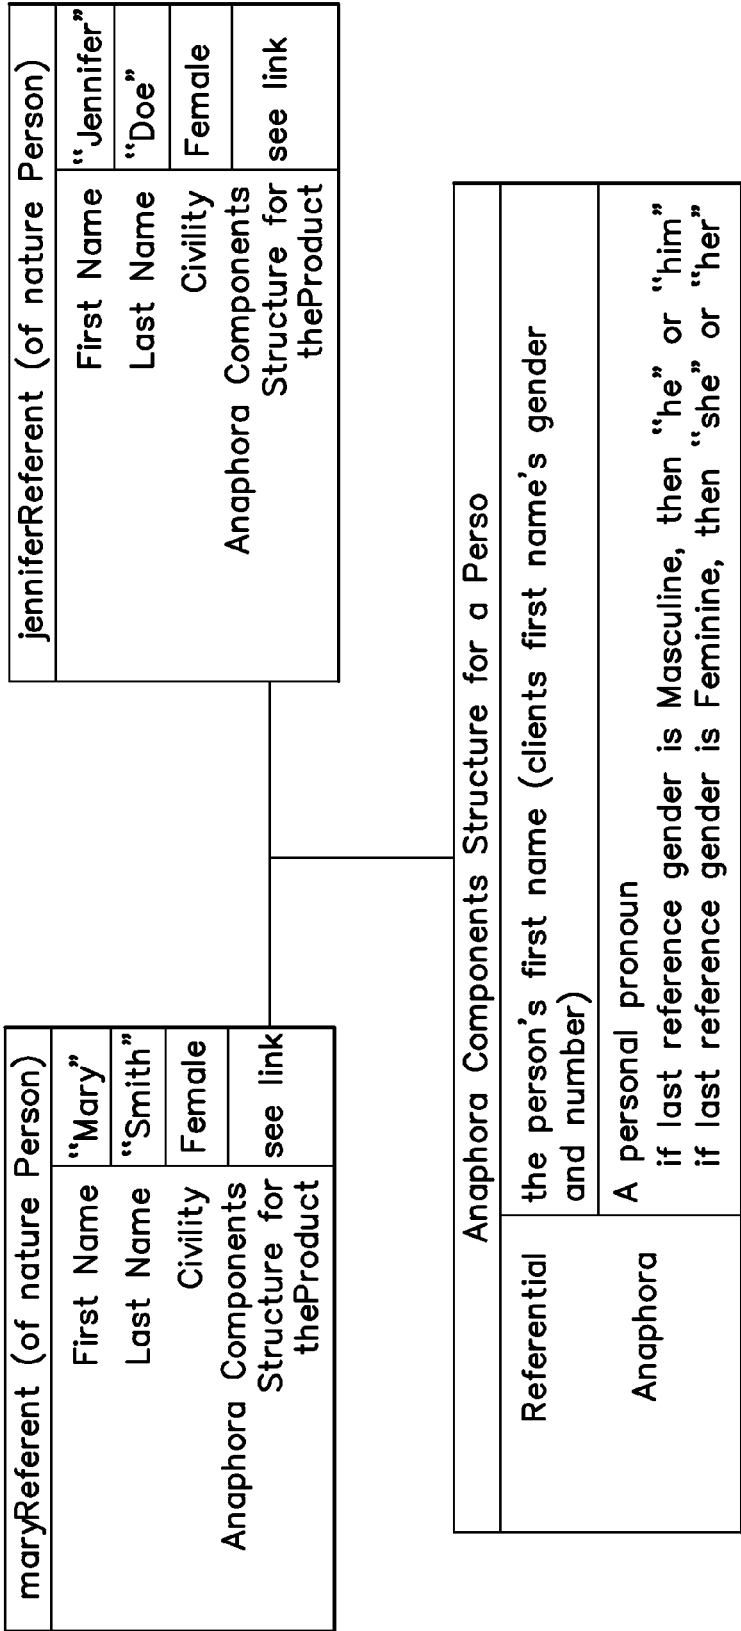 maryReferent (of nature Person)
First Name “Mary”
Last Name “Smith”
Civility Female
Anaphora Components
Structure for see link
theProduct
jenniferReferent (of nature Person)
First Name “Jennifer”
Last Name “Doe”
Civility Female
Anaphora Components
Structure for see link
theProduct
Anaphora Components Structure for a Perso
Referential the person's first name (clients first name's gender
and number)
Anaphora A personal pronoun
if last reference gender is Masculine, then “he” or “him”
if last reference gender is Feminine, then “she” or “her”